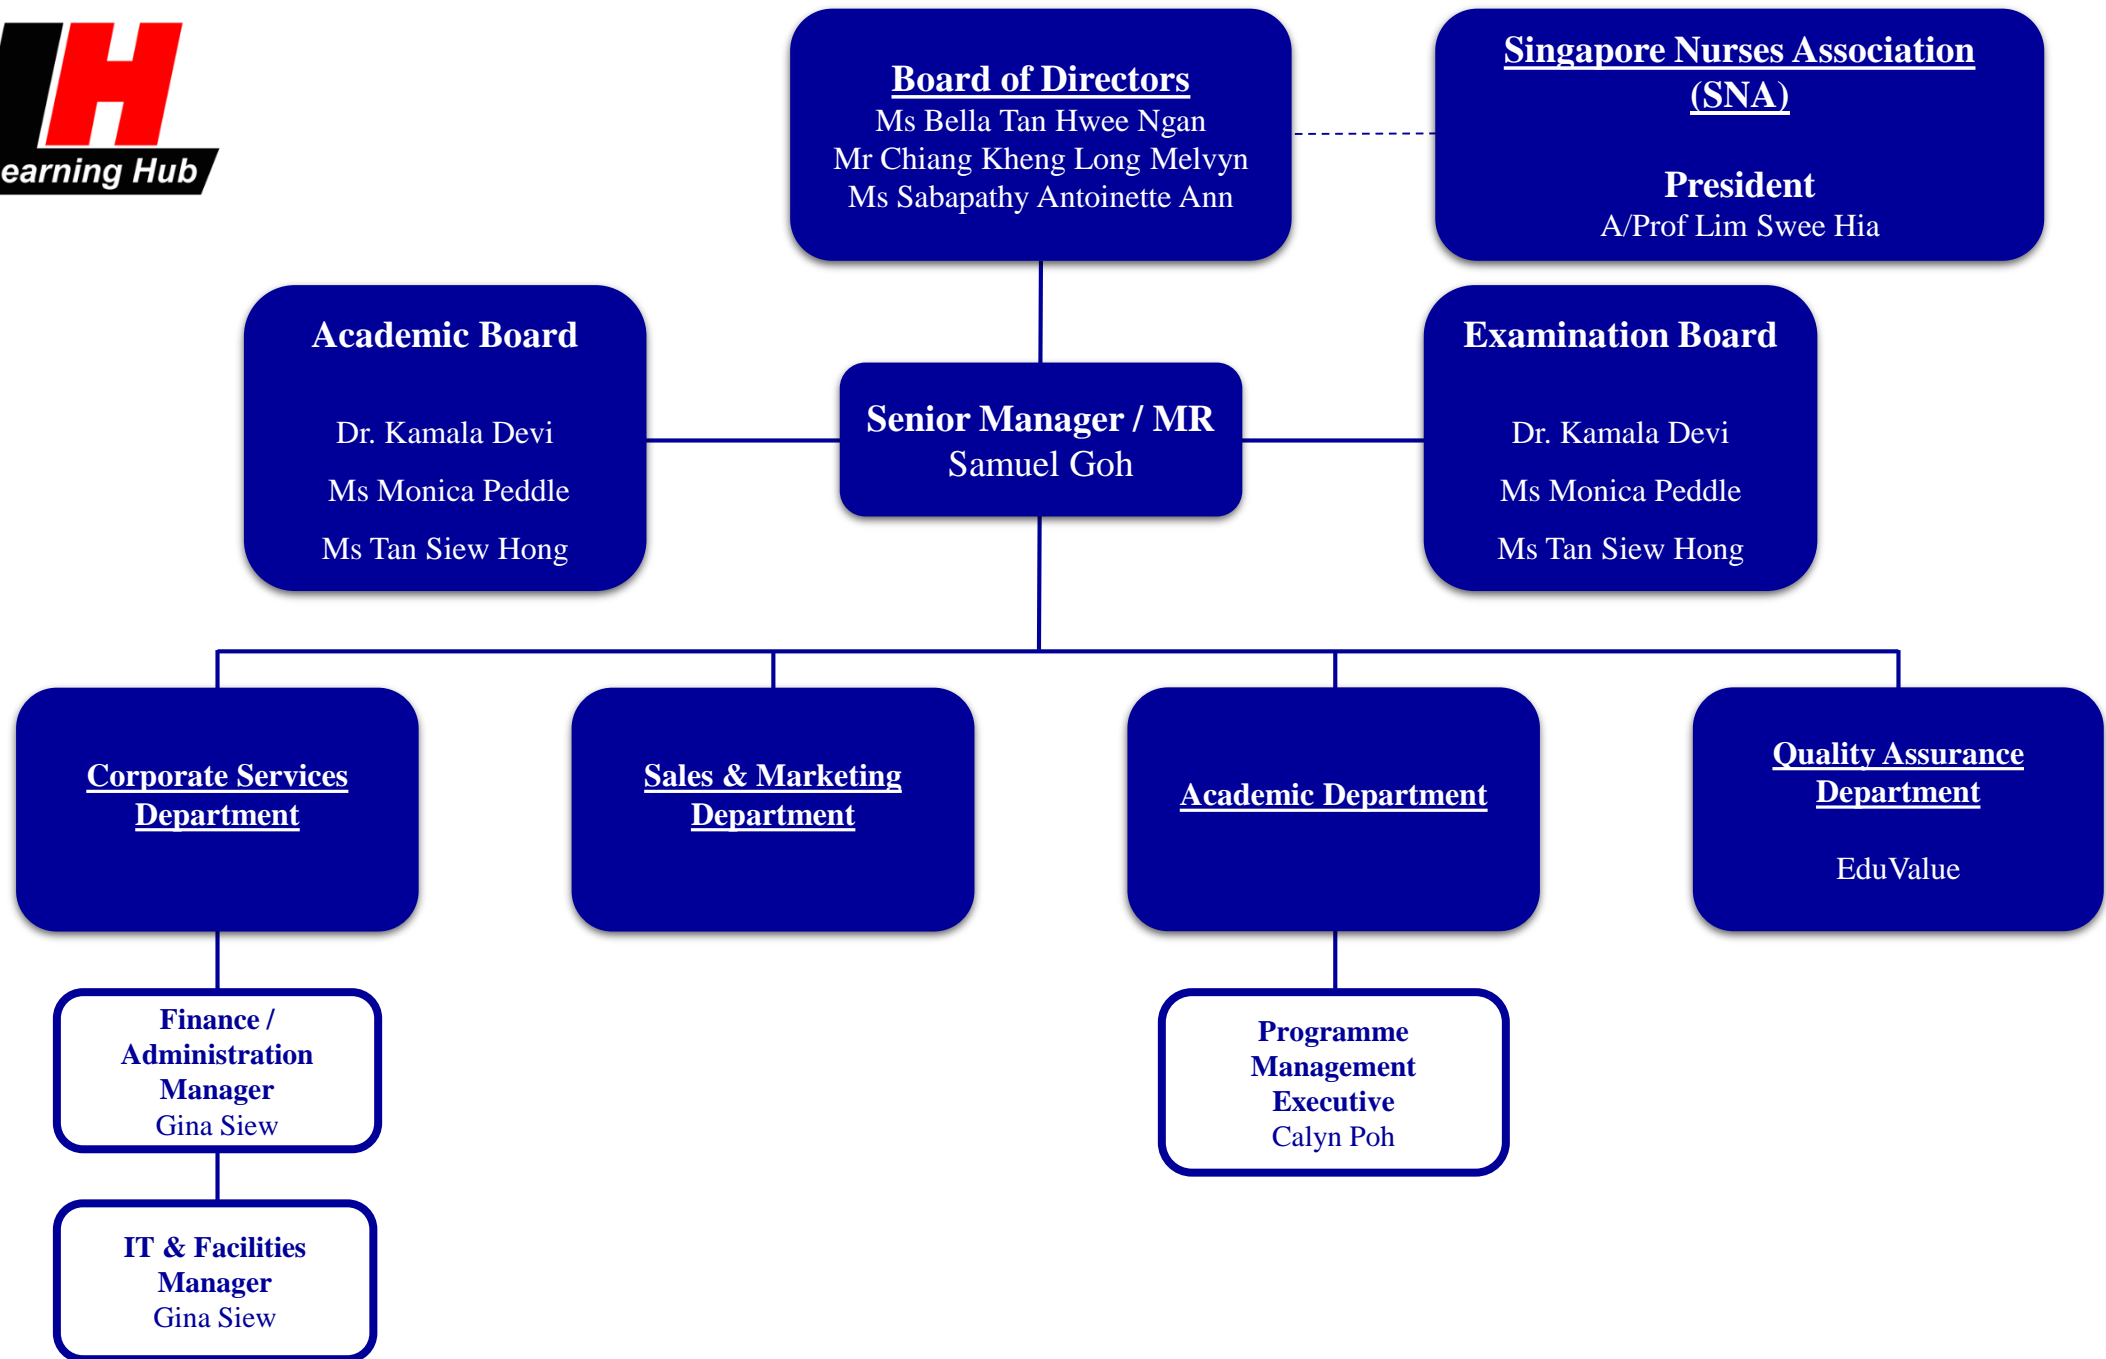 earning Hub
Board of Directors
Ms Bella Tan Hwee Ngan
Mr Chiang Kheng Long Melvyn
Ms Sabapathy Antoinette Ann
Singapore Nurses Association
(SNA)
President
A/Prof Lim Swee Hia
Academic Board
Dr. Kamala Devi
Ms Monica Peddle
Ms Tan Siew Hong
Senior Manager / MR
Samuel Goh
Examination Board
Dr. Kamala Devi
Ms Monica Peddle
Ms Tan Siew Hong
Corporate Services
Department
Sales & Marketing
Department
Academic Department
Quality Assurance
Department
EduValue
Finance /
Administration
Manager
Gina Siew
Programme
Management
Executive
Calyn Poh
IT & Facilities
Manager
Gina Siew